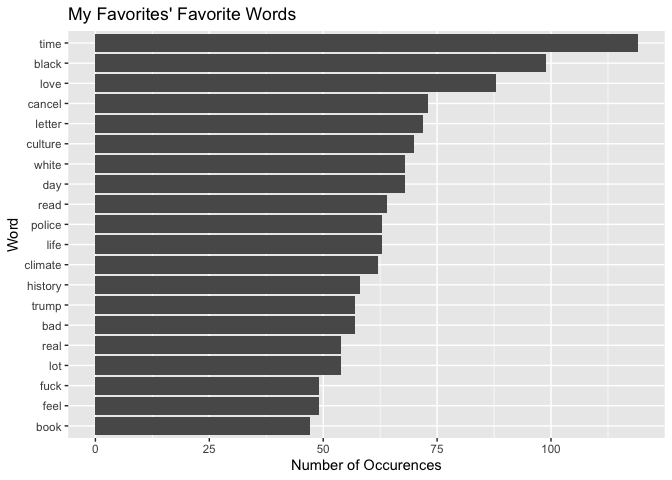 My Favorites' Favorite Words
time
black
love
cancel
letter
culture
white
day
read
police
life
climate
history
trump
bad
real
lot
fuck
feel
book
Word
0 25 50 75 100
Number of Occurences